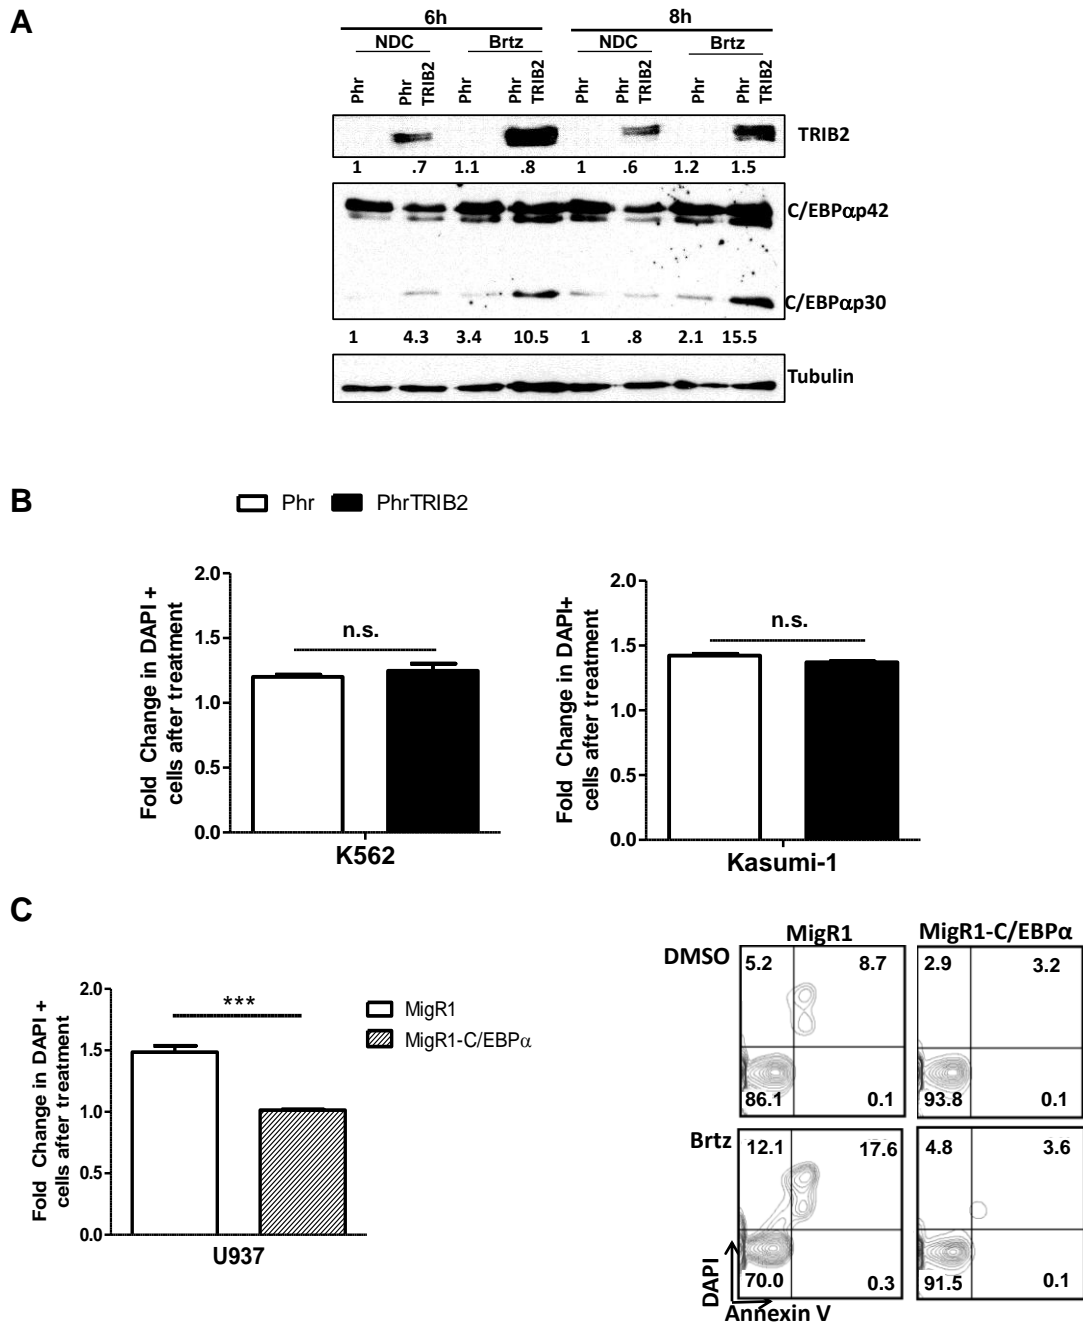 A
6h 8h
NDC Brtz NDC Brtz
Phr Phr TRIB2 Phr Phr TRIB2 Phr Phr TRIB2 Phr Phr TRIB2
TRIB2
1 .7 1.1 .8 1 .6 1.2 1.5
C/EBPαp42
C/EBPαp30
1 4.3 3.4 10.5 1 .8 2.1 15.5
Tubulin
B
Phr PhrTRIB2
Fold Change in DAPI +
cells after treatment
2.0
1.5
1.0
0.5
0.0
n.s.
K562
Fold Change in DAPI+
cells after treatment
2.0
1.5
1.0
0.5
0.0
n.s.
Kasumi-1
C
Fold Change in DAPI +
cells after treatment
2.0
1.5
1.0
0.5
0.0
***
U937
MigR1
MigR1-C/EBPα
MigR1 MigR1-C/EBPα
DMSO
5.2 8.7 2.9 3.2
86.1 0.1 93.8 0.1
Brtz
12.1 17.6 4.8 3.6
70.0 0.3 91.5 0.1
DAPI
Annexin V